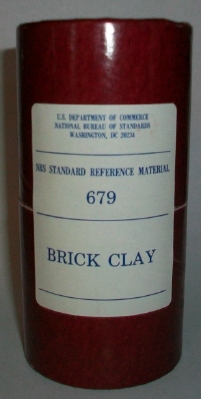 U.S. DEPARTMENT OF COMMERCE
NATIONAL BUREAU OF STANDARDS
WASHINGTON, DC 20234
NBS STANDARD REFERENCE MATERIAL
679
BRICK CLAY